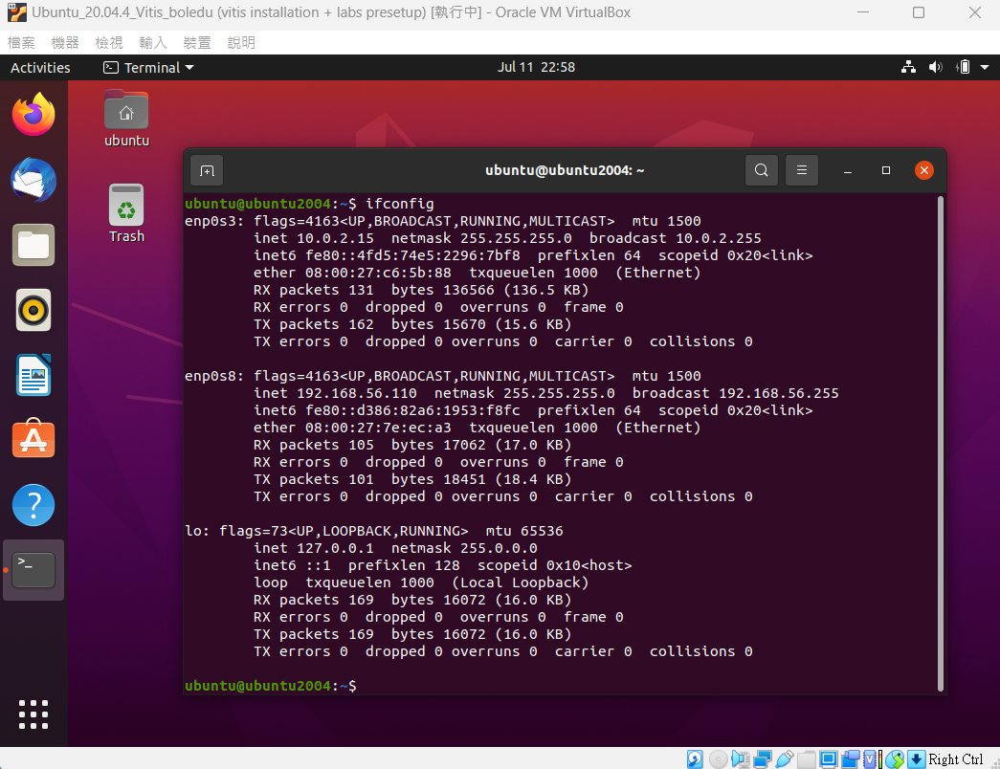 Ubuntu_20.04.4_Vitis_boledu (vitis installation + labs presetup) [執行中] - Oracle VM VirtualBox
檔案 機器 檢視 輸入 裝置 說明
Activities Terminal Jul 11 22:58
ubuntu
Trash
ubuntu@ubuntu2004: ~
ubuntu@ubuntu2004:~$ ifconfig
enp0s3: flags=4163<UP,BROADCAST,RUNNING,MULTICAST>  mtu 1500
        inet 10.0.2.15  netmask 255.255.255.0  broadcast 10.0.2.255
        inet6 fe80::4fd5:74e5:2296:7bf8  prefixlen 64  scopeid 0x20<link>
        ether 08:00:27:c6:5b:88  txqueuelen 1000  (Ethernet)
        RX packets 131  bytes 136566 (136.5 KB)
        RX errors 0  dropped 0  overruns 0  frame 0
        TX packets 162  bytes 15670 (15.6 KB)
        TX errors 0  dropped 0 overruns 0  carrier 0  collisions 0
enp0s8: flags=4163<UP,BROADCAST,RUNNING,MULTICAST>  mtu 1500
        inet 192.168.56.110  netmask 255.255.255.0  broadcast 192.168.56.255
        inet6 fe80::d386:82a6:1953:f8fc  prefixlen 64  scopeid 0x20<link>
        ether 08:00:27:7e:ec:a3  txqueuelen 1000  (Ethernet)
        RX packets 105  bytes 17062 (17.0 KB)
        RX errors 0  dropped 0  overruns 0  frame 0
        TX packets 101  bytes 18451 (18.4 KB)
        TX errors 0  dropped 0 overruns 0  carrier 0  collisions 0
lo: flags=73<UP,LOOPBACK,RUNNING>  mtu 65536
        inet 127.0.0.1  netmask 255.0.0.0
        inet6 ::1  prefixlen 128  scopeid 0x10<host>
        loop  txqueuelen 1000  (Local Loopback)
        RX packets 169  bytes 16072 (16.0 KB)
        RX errors 0  dropped 0  overruns 0  frame 0
        TX packets 169  bytes 16072 (16.0 KB)
        TX errors 0  dropped 0 overruns 0  carrier 0  collisions 0
ubuntu@ubuntu2004:~$
Right Ctrl